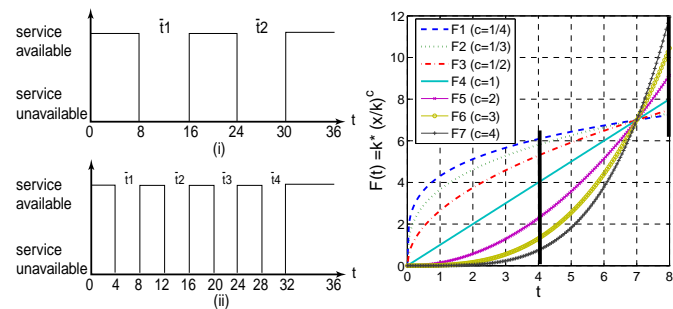 t̄1 t̄2
service
available
service
unavailable
0 8 16 24 30 36 t
(i)
t̄1 t̄2 t̄3 t̄4
service
available
service
unavailable
0 4 8 12 16 20 24 28 32 36 t
(ii)
F(t) =k* (x/k)^c
12
10
8
6
4
2
0
F1 (c=1/4)
F2 (c=1/3)
F3 (c=1/2)
F4 (c=1)
F5 (c=2)
F6 (c=3)
F7 (c=4)
0 1 2 3 4 5 6 7 8
t